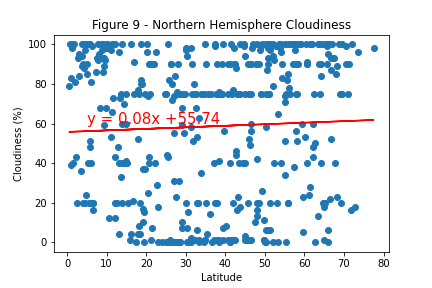 Figure 9 - Northern Hemisphere Cloudiness
100
80
60
40
20
0
Cloudiness (%)
y = 0.08x +55.74
0 10 20 30 40 50 60 70 80
Latitude